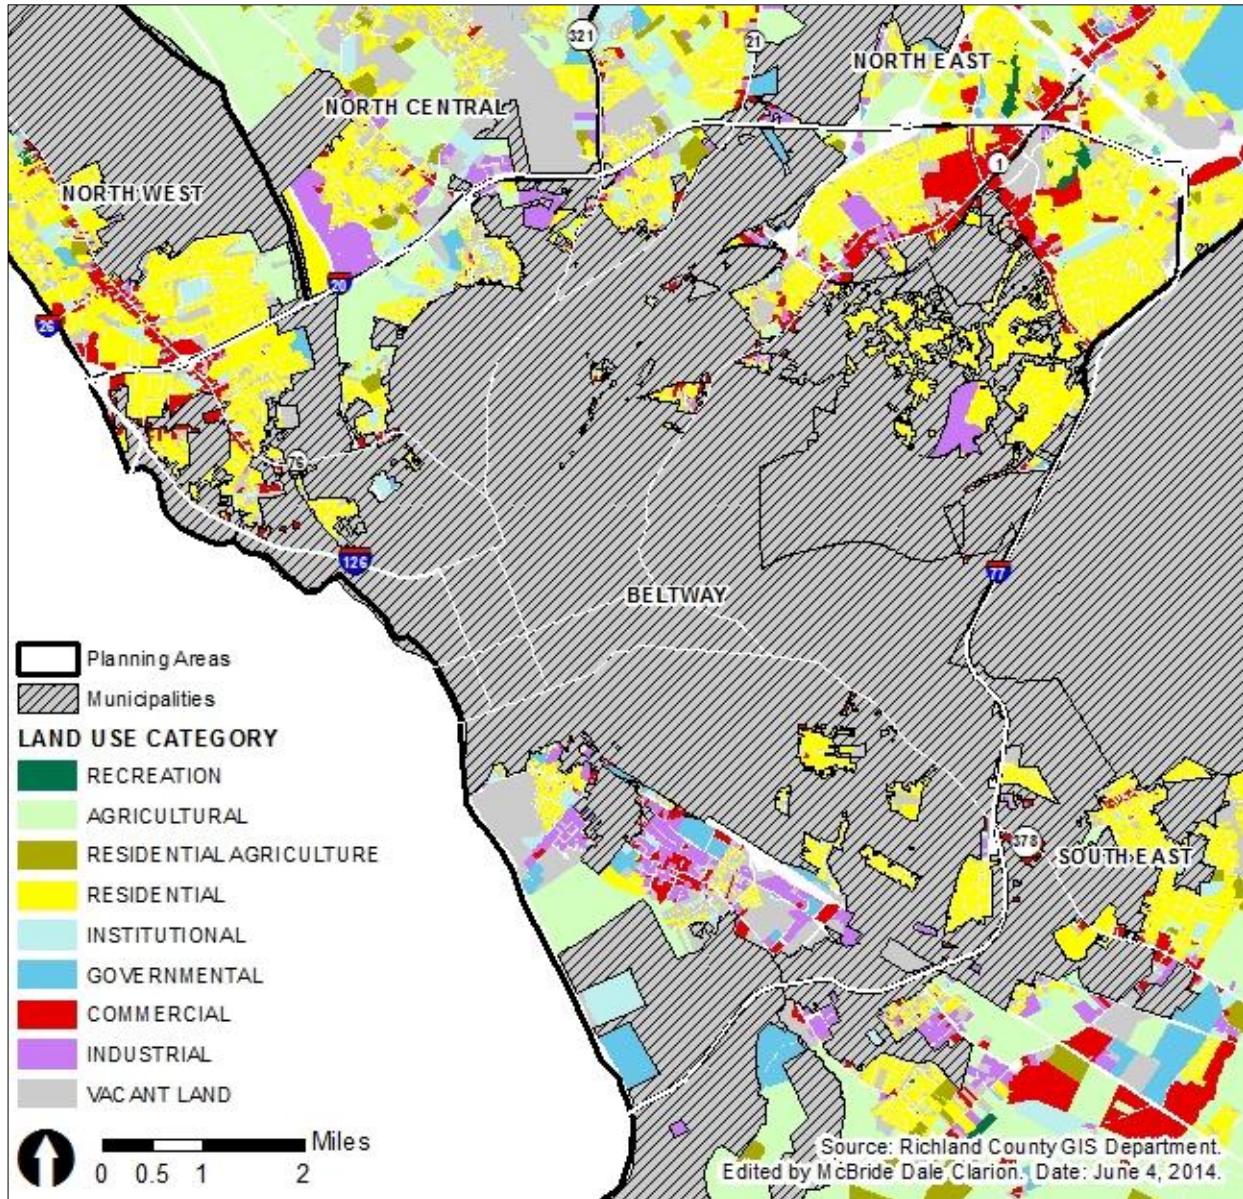 321
21
NORTH EAST
NORTH CENTRAL
1
NORTH WEST
20
26
76
126
77
BELTWAY
Planning Areas
Municipalities
LAND USE CATEGORY
RECREATION
AGRICULTURAL
RESIDENTIAL AGRICULTURE
RESIDENTIAL
INSTITUTIONAL
GOVERNMENTAL
COMMERCIAL
INDUSTRIAL
VACANT LAND
378
SOUTH EAST
Miles
0 0.5 1 2
Source: Richland County GIS Department.
Edited by McBride Dale Clarion. Date: June 4, 2014.